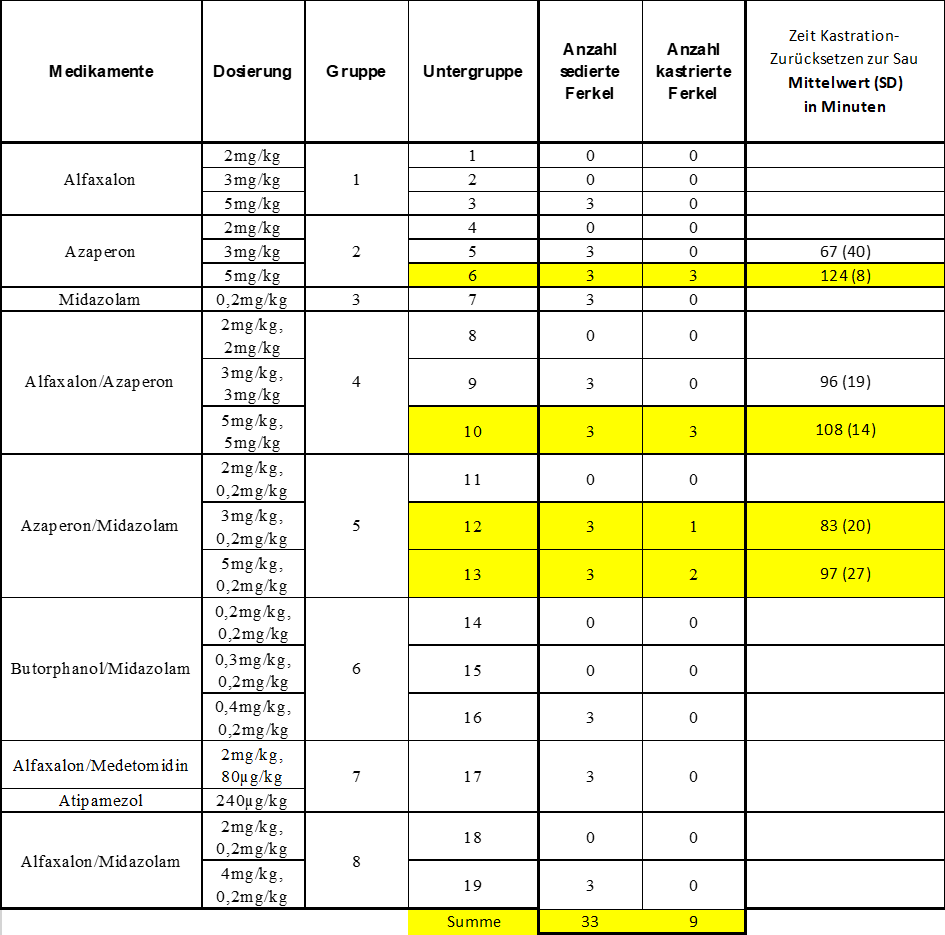 Medikamente Dosierung Gruppe Untergruppe Anzahl sedierte Ferkel Anzahl kastrierte Ferkel Zeit Kastration-Zurücksetzen zur Sau Mittelwert (SD) in Minuten
Alfaxalon 2mg/kg 1 1 0 0
3mg/kg 2 0 0
5mg/kg 3 3 0
Azaperon 2mg/kg 2 4 0 0
3mg/kg 5 3 0 67 (40)
5mg/kg 6 3 3 124 (8)
Midazolam 0,2mg/kg 3 7 3 0
Alfaxalon/Azaperon 2mg/kg, 2mg/kg 4 8 0 0
3mg/kg, 3mg/kg 9 3 0 96 (19)
5mg/kg, 5mg/kg 10 3 3 108 (14)
Azaperon/Midazolam 2mg/kg, 0,2mg/kg 5 11 0 0
3mg/kg, 0,2mg/kg 12 3 1 83 (20)
5mg/kg, 0,2mg/kg 13 3 2 97 (27)
Butorphanol/Midazolam 0,2mg/kg, 0,2mg/kg 6 14 0 0
0,3mg/kg, 0,2mg/kg 15 0 0
0,4mg/kg, 0,2mg/kg 16 3 0
Alfaxalon/Medetomidin 2mg/kg, 80µg/kg 7 17 3 0
Atipamezol 240µg/kg
Alfaxalon/Midazolam 2mg/kg, 0,2mg/kg 8 18 0 0
4mg/kg, 0,2mg/kg 19 3 0
Summe 33 9